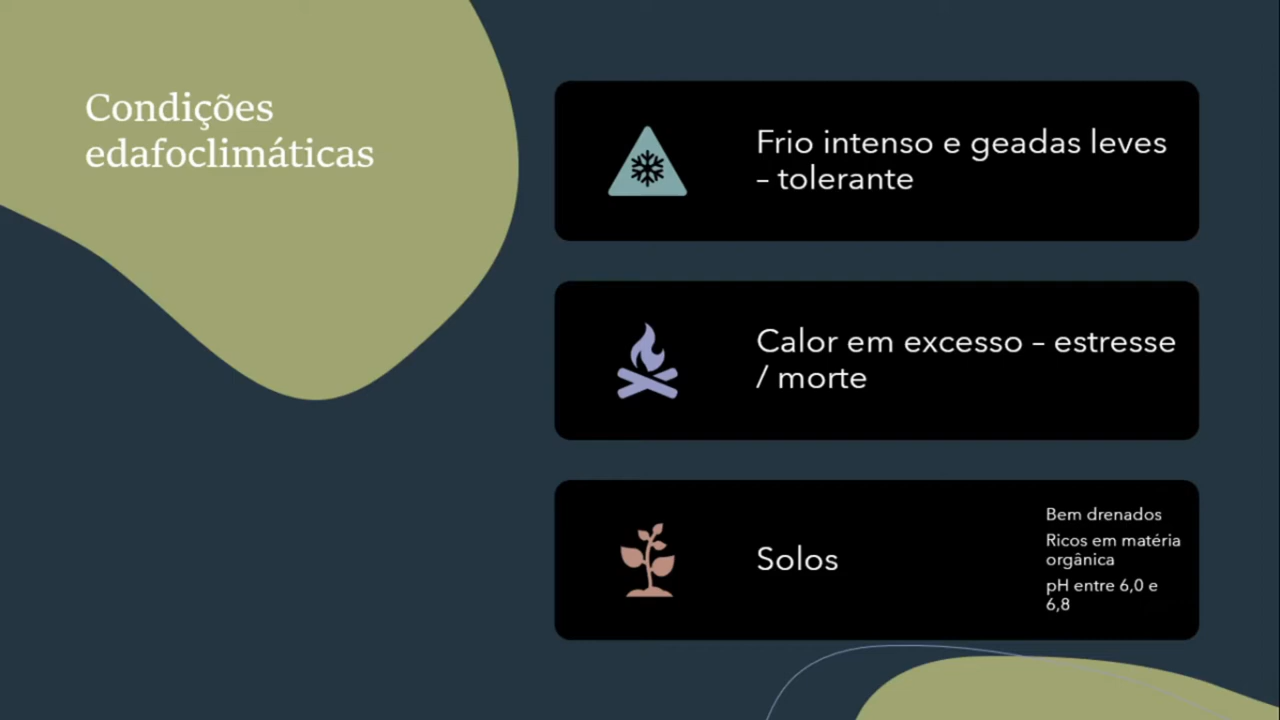 Condições
edafoclimáticas
Frio intenso e geadas leves
– tolerante
Calor em excesso – estresse
/ morte
Solos
Bem drenados
Ricos em matéria
orgânica
pH entre 6,0 e
6,8